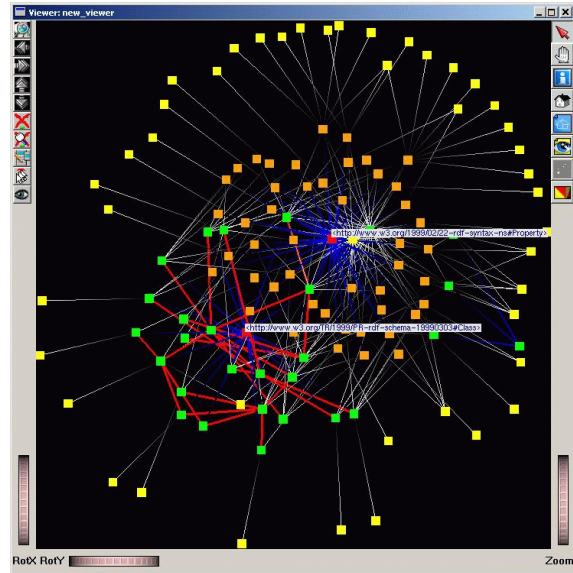 Viewer: new_viewer
<http://www.w3.org/1999/02/22-rdf-syntax-ns#Property>
<http://www.w3.org/TR/1999/PR-rdf-schema-19990303#Class>
RotX RotY
Zoom